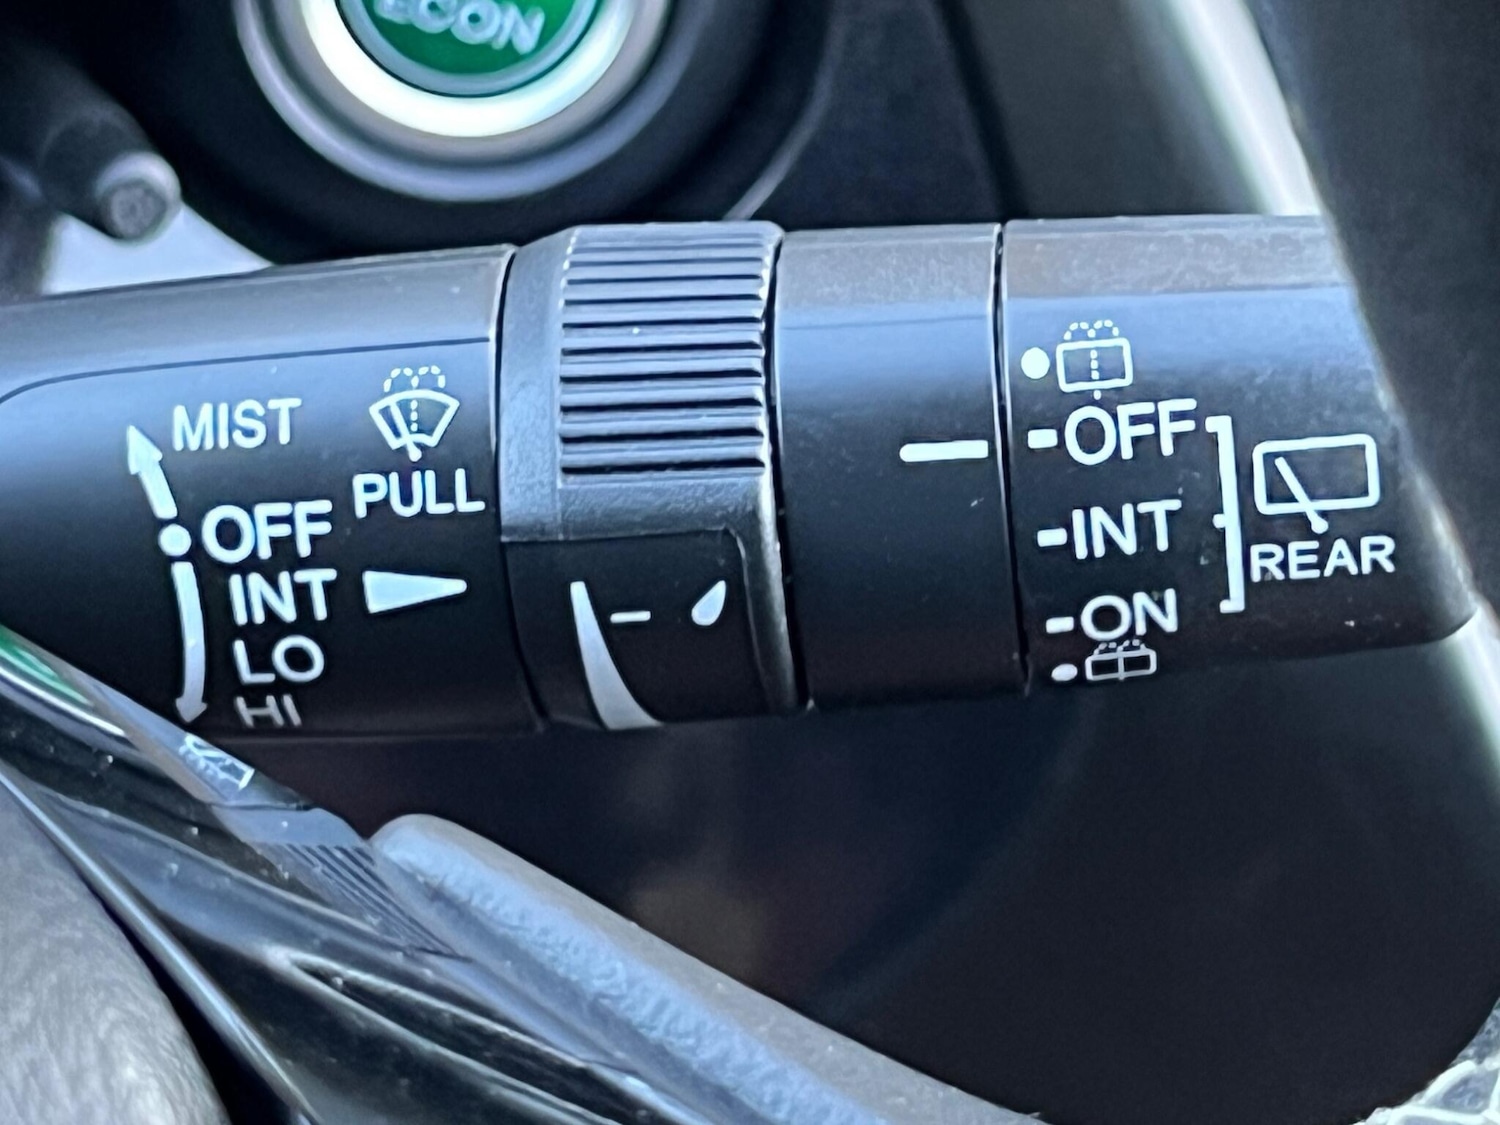 ECON
MIST
PULL
OFF
INT
LO
HI
OFF
INT
ON
REAR